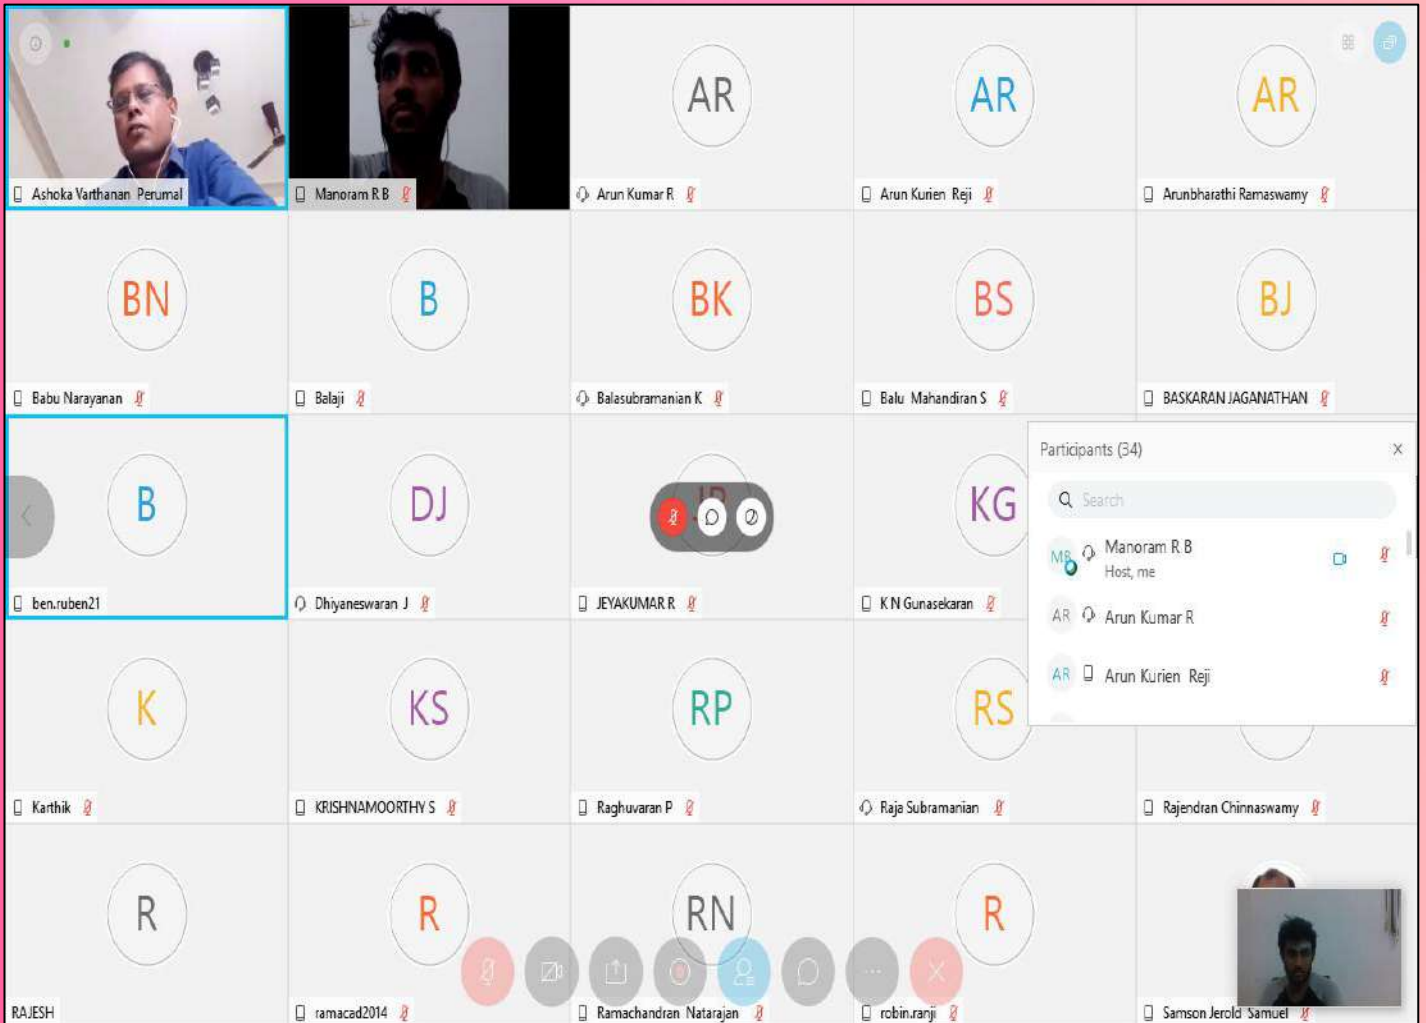 AR
AR
AR
Ashoka Varthanan Perumal
Manoram R B
Arun Kumar R
Arun Kurien Reji
Arunbharathi Ramaswamy
BN
B
BK
BS
BJ
Babu Narayanan
Balaji
Balasubramanian K
Balu Mahandiran S
BASKARAN JAGANATHAN
B
DJ
KG
ben.ruben21
Dhiyaneswaran J
JEYAKUMAR R
K N Gunasekaran
Participants (34)
Search
Manoram R B
Host, me
AR
Arun Kumar R
AR
Arun Kurien Reji
K
KS
RP
RS
Karthik
KRISHNAMOORTHY S
Raghuvaran P
Raja Subramanian
Rajendran Chinnaswamy
R
R
RN
R
RAJESH
ramacad2014
Ramachandran Natarajan
robin.ranji
Samson Jerold Samuel